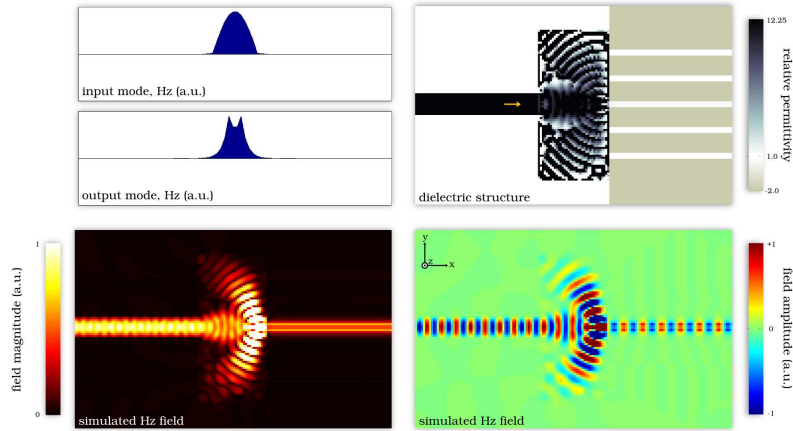 input mode, Hz (a.u.)
output mode, Hz (a.u.)
12.25
1.0
-2.0
relative permittivity
dielectric structure
1
0
field magnitude (a.u.)
simulated Hz field
y
z
x
simulated Hz field
+1
0
-1
field amplitude (a.u.)